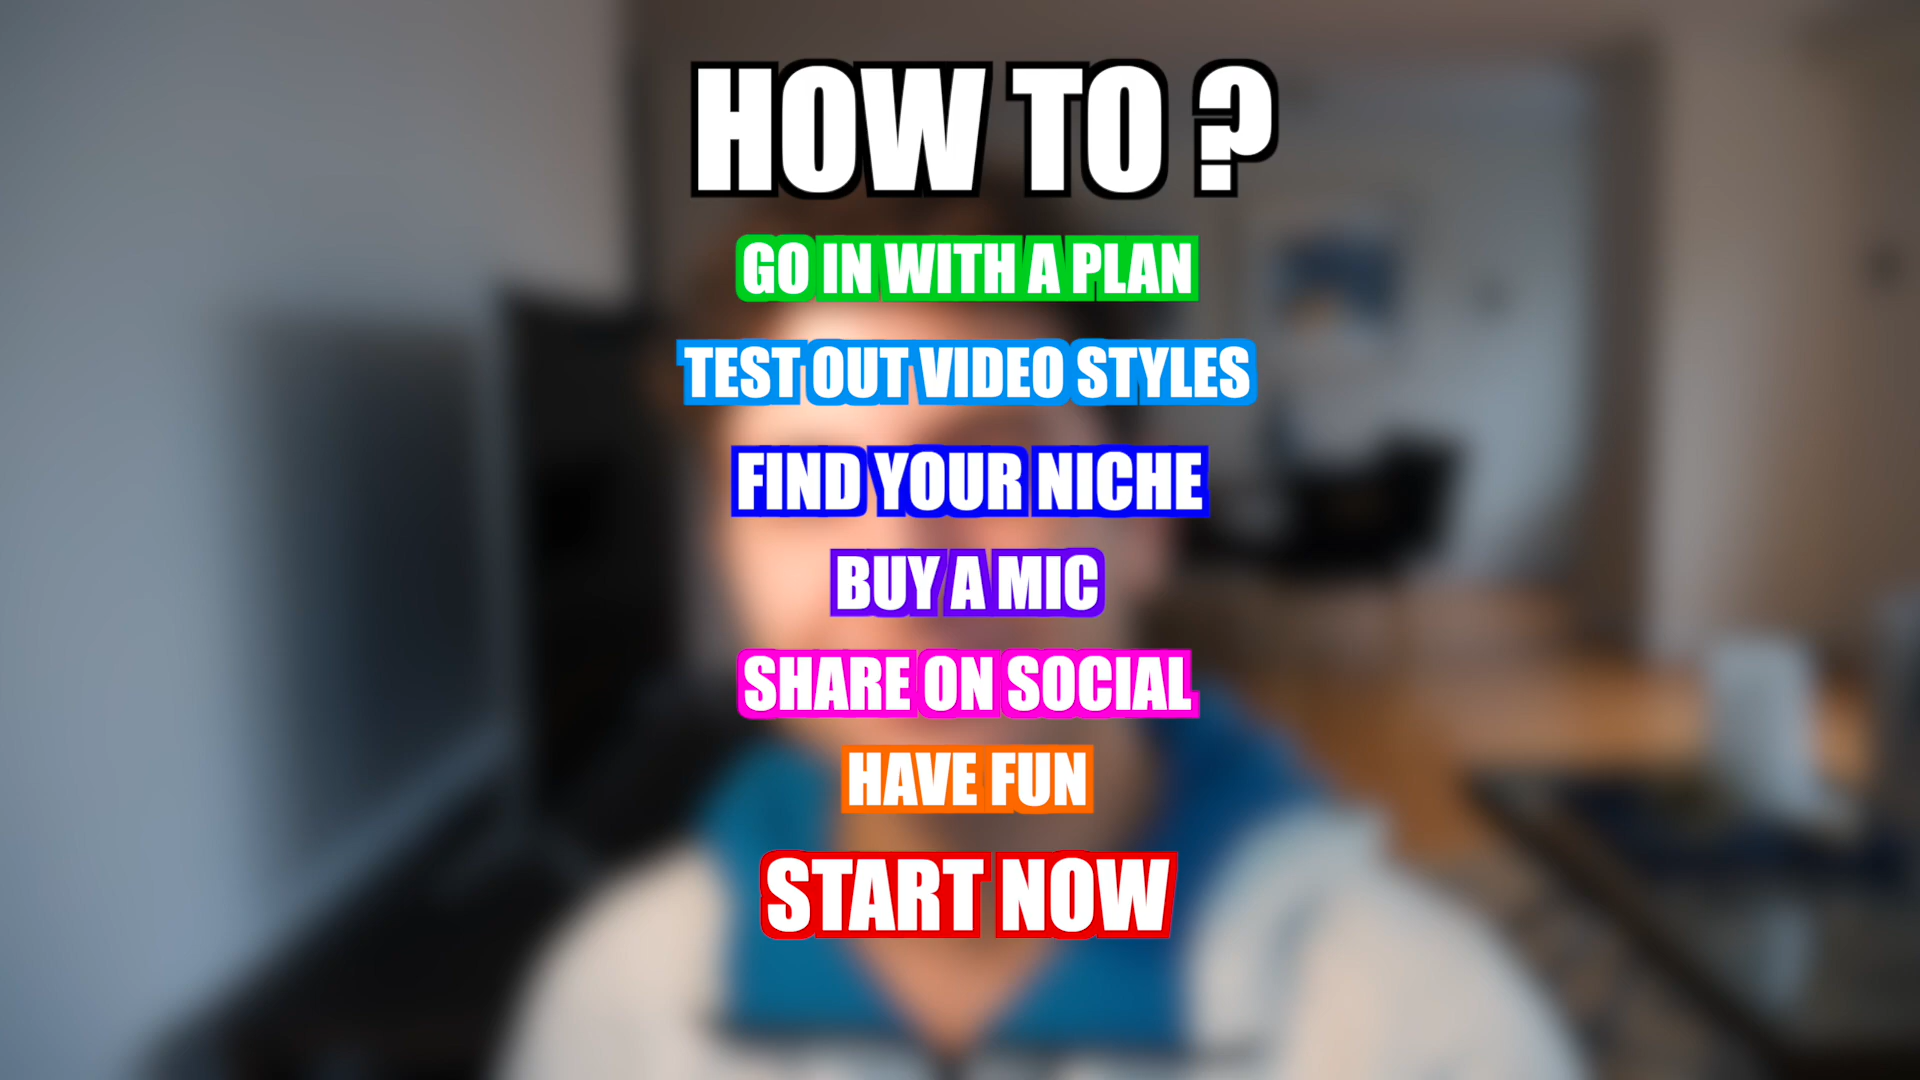 HOW TO ?
GO IN WITH A PLAN
TEST OUT VIDEO STYLES
FIND YOUR NICHE
BUY A MIC
SHARE ON SOCIAL
HAVE FUN
START NOW